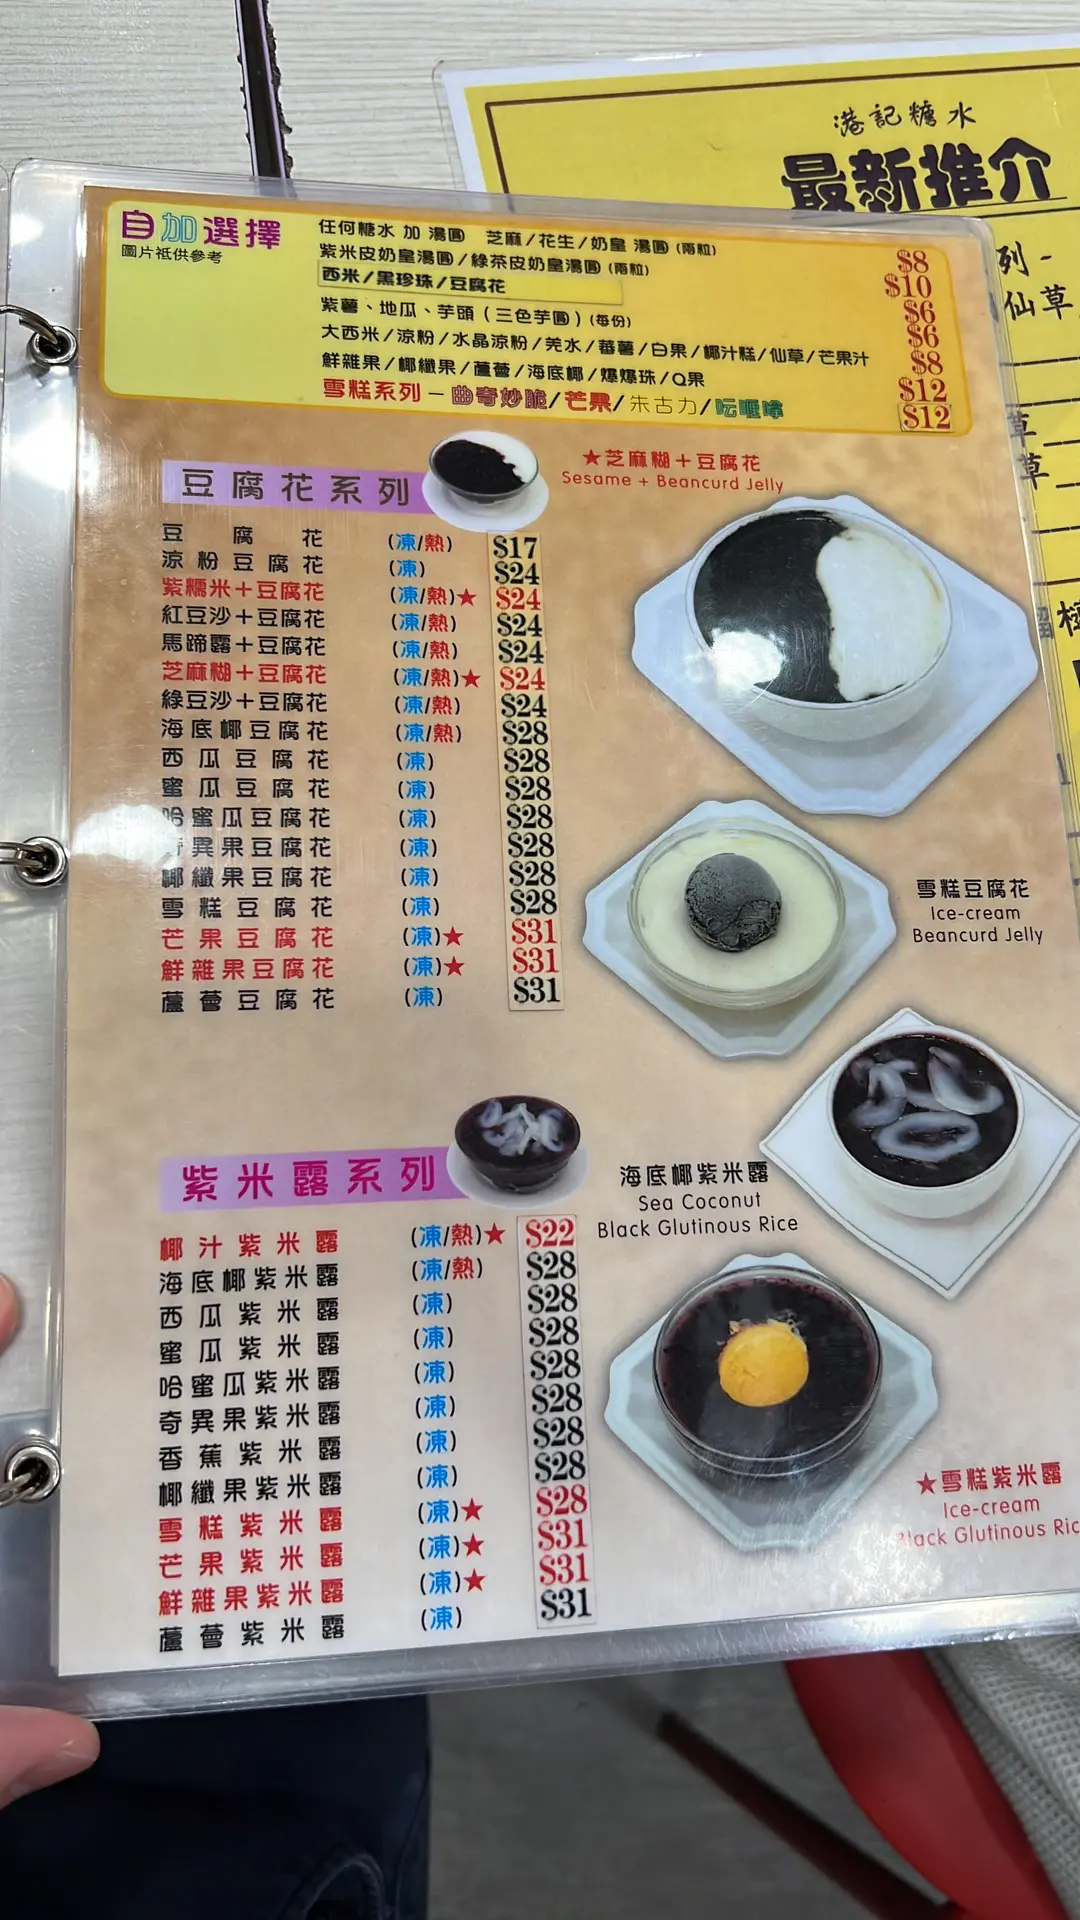 港記糖水
最新推介
自加選擇
圖片祗供參考
任何糖水 加 湯圓 芝麻/花生/奶皇 湯圓 (兩粒) $8
紫米皮奶皇湯圓/綠茶皮奶皇湯圓 (兩粒) $10
西米/黑珍珠/豆腐花 $6
紫薯、地瓜、芋頭(三色芋圓)(每份) $6
大西米/涼粉/水晶涼粉/羌水/蕃薯/白果/椰汁糕/仙草/芒果汁 $8
鮮雜果/椰纖果/蘆薈/海底椰/爆爆珠/Q果 $12
雪糕系列 — 曲奇妙脆/芒果/朱古力/呍喱嗱 $12
列 -
仙草
草
草
豆腐花系列
豆腐花 (凍/熱) $17
涼粉豆腐花 (凍) $24
紫糯米+豆腐花 (凍/熱)★ $24
紅豆沙+豆腐花 (凍/熱) $24
馬蹄露+豆腐花 (凍/熱) $24
芝麻糊+豆腐花 (凍/熱)★ $24
綠豆沙+豆腐花 (凍/熱) $24
海底椰豆腐花 (凍/熱) $28
西瓜豆腐花 (凍) $28
蜜瓜豆腐花 (凍) $28
哈蜜瓜豆腐花 (凍) $28
奇異果豆腐花 (凍) $28
椰纖果豆腐花 (凍) $28
雪糕豆腐花 (凍) $28
芒果豆腐花 (凍)★ $31
鮮雜果豆腐花 (凍)★ $31
蘆薈豆腐花 (凍) $31
★芝麻糊+豆腐花
Sesame + Beancurd Jelly
雪糕豆腐花
Ice-cream
Beancurd Jelly
紫米露系列
椰汁紫米露 (凍/熱)★ $22
海底椰紫米露 (凍/熱) $28
西瓜紫米露 (凍) $28
蜜瓜紫米露 (凍) $28
哈蜜瓜紫米露 (凍) $28
奇異果紫米露 (凍) $28
香蕉紫米露 (凍) $28
椰纖果紫米露 (凍) $28
雪糕紫米露 (凍)★ $28
芒果紫米露 (凍)★ $31
鮮雜果紫米露 (凍)★ $31
蘆薈紫米露 (凍) $31
海底椰紫米露
Sea Coconut
Black Glutinous Rice
★雪糕紫米露
Ice-cream
Black Glutinous Ric